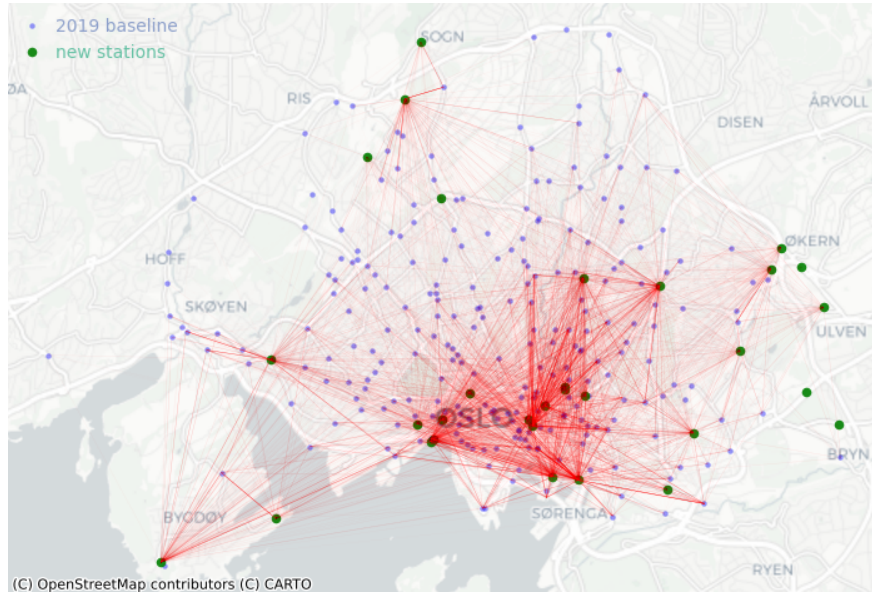 2019 baseline
new stations
SOGN
ØA
RIS
ÅRVOLL
DISEN
ØKERN
HOFF
SKØYEN
ULVEN
OSLO
BRYN
BYGDØY
SØRENGA
RYEN
(C) OpenStreetMap contributors (C) CARTO